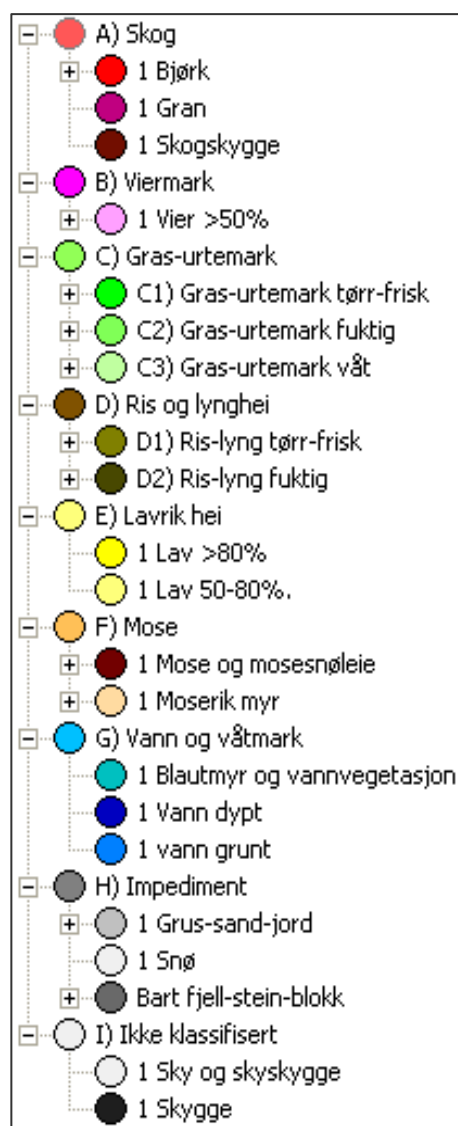 A) Skog
1 Bjørk
1 Gran
1 Skogskygge
B) Viermark
1 Vier >50%
C) Gras-urtemark
C1) Gras-urtemark tørr-frisk
C2) Gras-urtemark fuktig
C3) Gras-urtemark våt
D) Ris og lynghei
D1) Ris-lyng tørr-frisk
D2) Ris-lyng fuktig
E) Lavrik hei
1 Lav >80%
1 Lav 50-80%.
F) Mose
1 Mose og mosesnøleie
1 Moserik myr
G) Vann og våtmark
1 Blautmyr og vannvegetasjon
1 Vann dypt
1 vann grunt
H) Impediment
1 Grus-sand-jord
1 Snø
Bart fjell-stein-blokk
I) Ikke klassifisert
1 Sky og skyskygge
1 Skygge